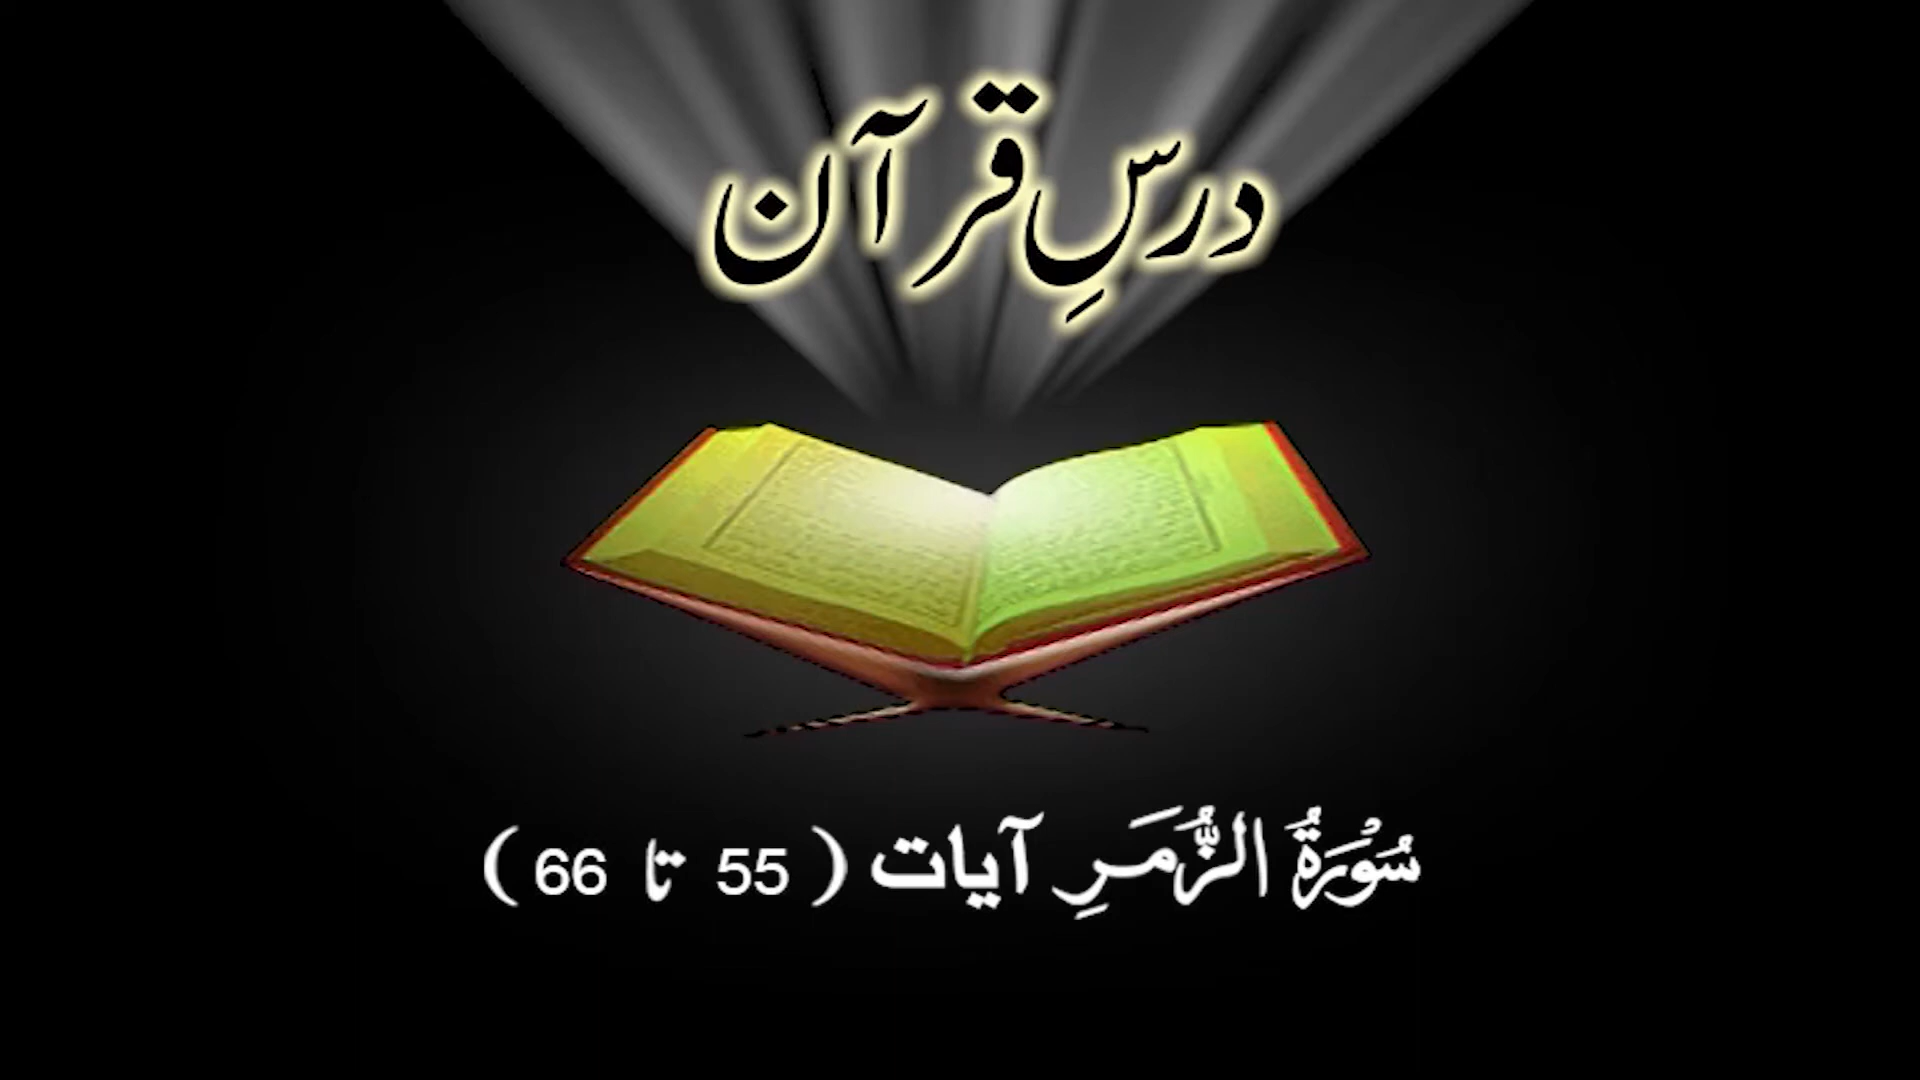 درسِ قرآن
سُوْرَةُ الزُّمَرِ آیات ( 55 تا 66 )